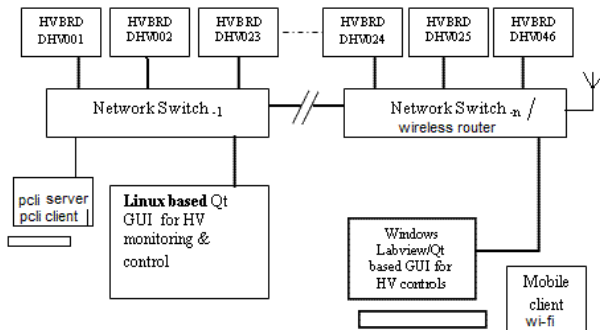 HVBRD
DHV001
HVBRD
DHV002
HVBRD
DHV023
HVBRD
DHV024
HVBRD
DHV025
HVBRD
DHV046
Network Switch -1
Network Switch -n /
wireless router
pcli server
pcli client
Linux based Qt
GUI for HV
monitoring &
control
Windows
Labview/Qt
based GUI for
HV controls
Mobile
client
wi-fi